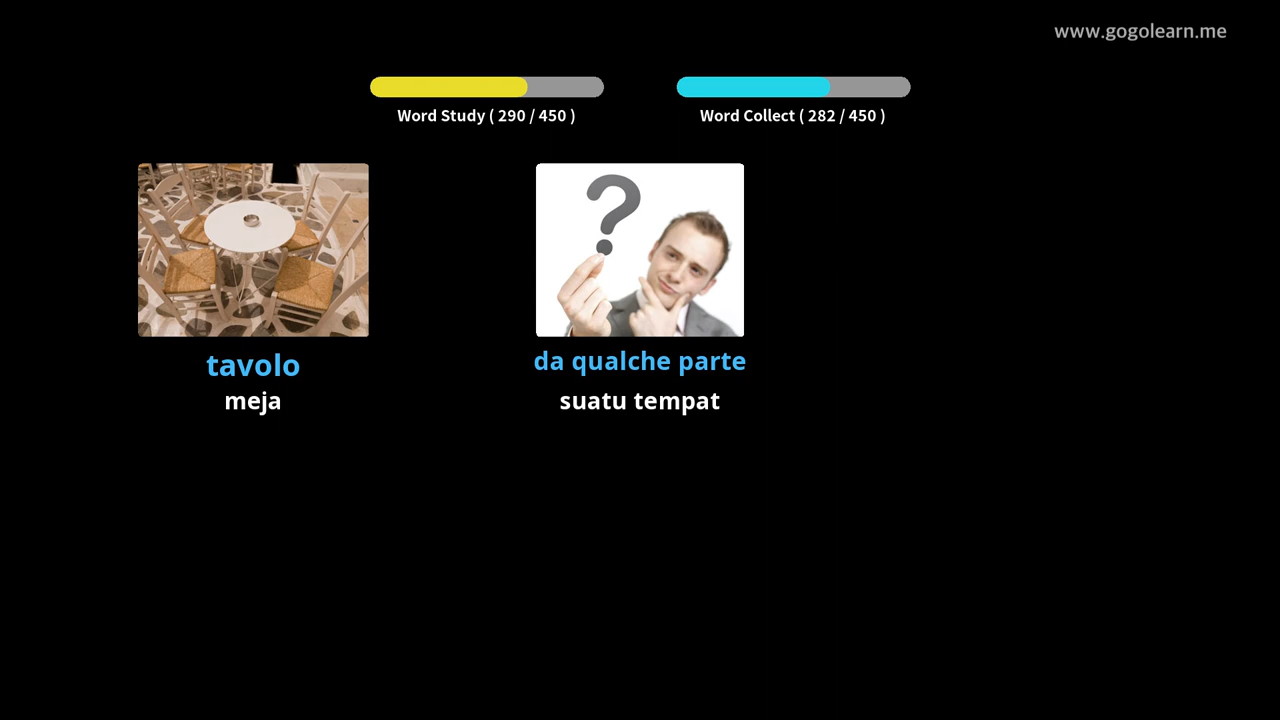 www.gogolearn.me
Word Study ( 290 / 450 )
Word Collect ( 282 / 450 )
tavolo
meja
da qualche parte
suatu tempat